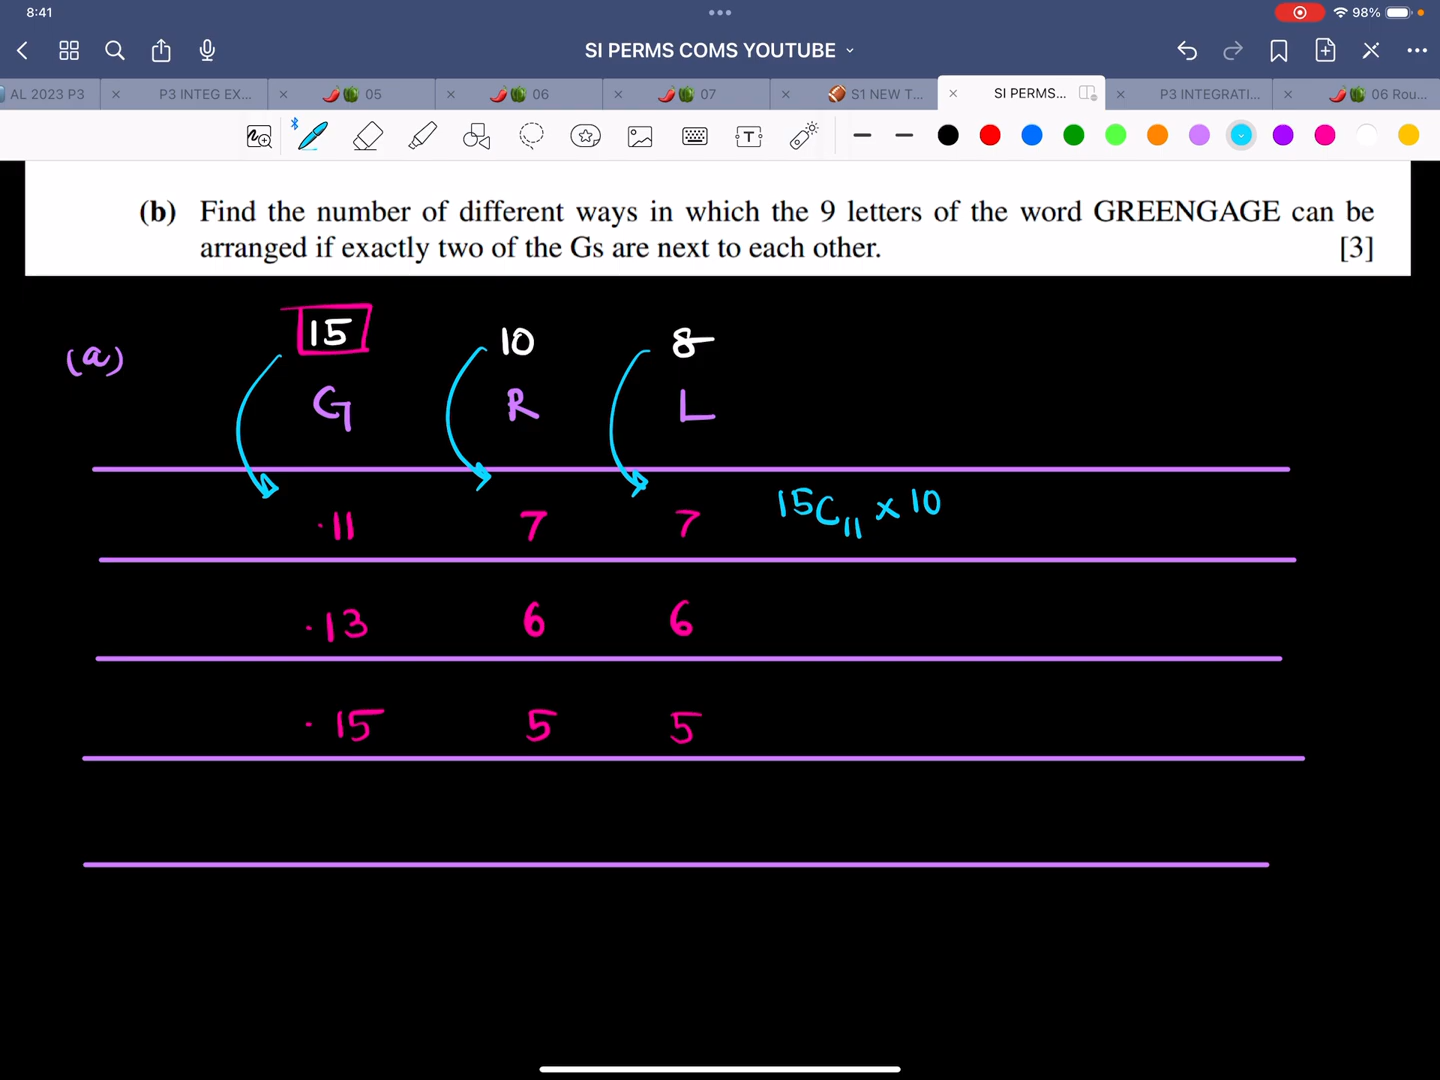 8:41
98%
SI PERMS COMS YOUTUBE
AL 2023 P3
P3 INTEG EX...
05
06
07
S1 NEW T...
SI PERMS...
P3 INTEGRATI...
06 Rou...
T
(b) Find the number of different ways in which the 9 letters of the word GREENGAGE can be
arranged if exactly two of the Gs are next to each other. [3]
(a) 15 10 8
G R L
·11 7 7 15C11 × 10
·13 6 6
·15 5 5